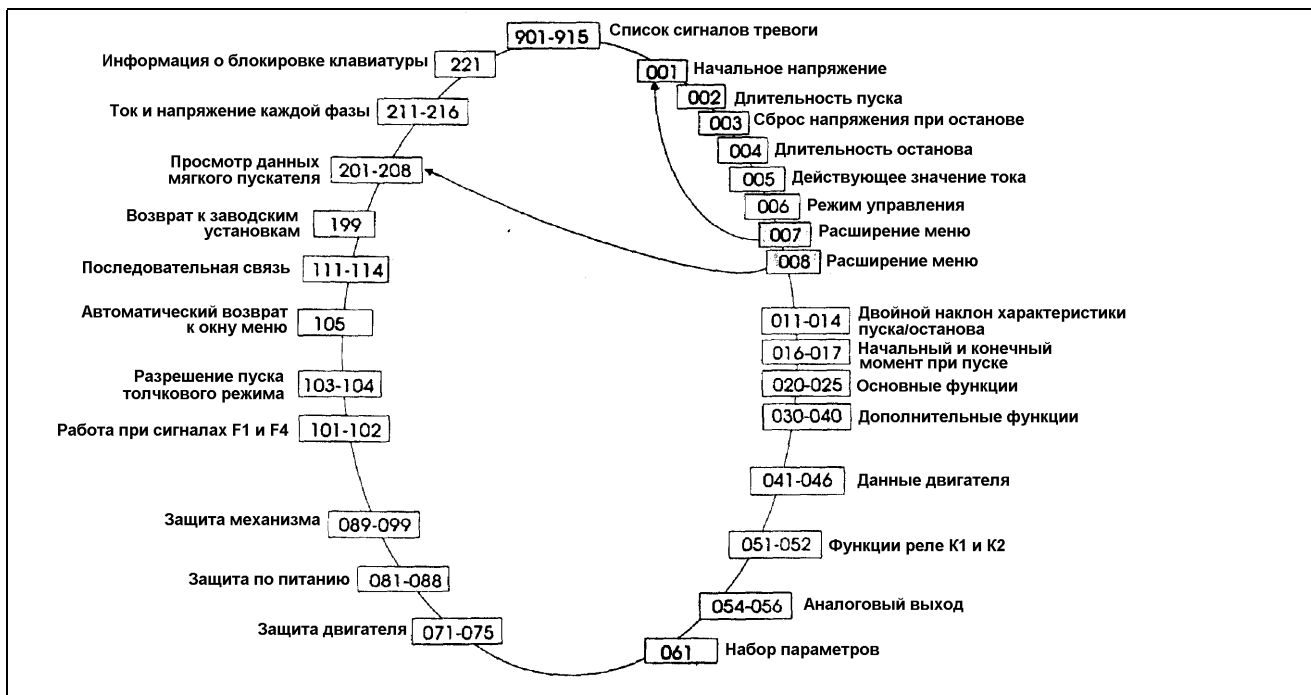 901-915 Список сигналов тревоги
001 Начальное напряжение
002 Длительность пуска
003 Сброс напряжения при останове
004 Длительность останова
005 Действующее значение тока
006 Режим управления
007 Расширение меню
008 Расширение меню
011-014 Двойной наклон характеристики
пуска/останова
016-017 Начальный и конечный
момент при пуске
020-025 Основные функции
030-040 Дополнительные функции
041-046 Данные двигателя
051-052 Функции реле К1 и К2
054-056 Аналоговый выход
061 Набор параметров
Защита двигателя 071-075
Защита по питанию 081-088
Защита механизма 089-099
Работа при сигналах F1 и F4 101-102
Разрешение пуска
толчкового режима 103-104
Автоматический возврат
к окну меню 105
Последовательная связь 111-114
Возврат к заводским
установкам 199
Просмотр данных
мягкого пускателя 201-208
Ток и напряжение каждой фазы 211-216
Информация о блокировке клавиатуры 221